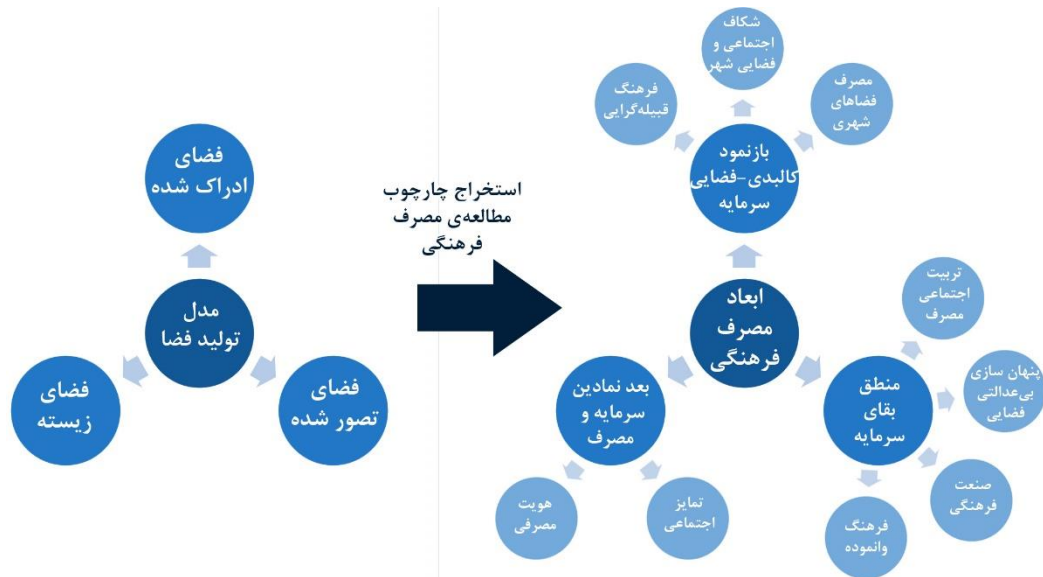 شکاف
اجتماعی و
فضایی شهر
فرهنگ
قبیله‌گرایی
مصرف
فضاهای
شهری
بازنمود
کالبدی-فضایی
سرمایه
فضای
ادراک شده
مدل
تولید فضا
فضای
زیسته
فضای
تصور شده
استخراج چارچوب
مطالعه‌ی مصرف
فرهنگی
ابعاد
مصرف
فرهنگی
تربیت
اجتماعی
مصرف
پنهان سازی
بی‌عدالتی
فضایی
منطق
بقای
سرمایه
صنعت
فرهنگی
فرهنگ
وانموده
بعد نمادین
سرمایه و
مصرف
تمایز
اجتماعی
هویت
مصرفی